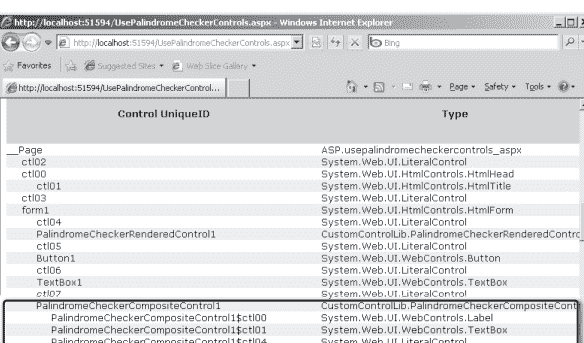 http://localhost:51594/UsePalindromeCheckerControls.aspx - Windows Internet Explorer
http://localhost:51594/UsePalindromeCheckerControls.aspx Bing
Favorites Suggested Sites Web Slice Gallery
http://localhost:51594/UsePalindromeCheckerControl... Page Safety Tools
Control UniqueID Type
__Page ASP.usepalindromecheckercontrols_aspx
ctl02 System.Web.UI.LiteralControl
ctl00 System.Web.UI.HtmlControls.HtmlHead
ctl01 System.Web.UI.HtmlControls.HtmlTitle
ctl03 System.Web.UI.LiteralControl
form1 System.Web.UI.HtmlControls.HtmlForm
ctl04 System.Web.UI.LiteralControl
PalindromeCheckerRenderedControl1 CustomControlLib.PalindromeCheckerRenderedContro
ctl05 System.Web.UI.LiteralControl
Button1 System.Web.UI.WebControls.Button
ctl06 System.Web.UI.LiteralControl
TextBox1 System.Web.UI.WebControls.TextBox
ctl07 System.Web.UI.LiteralControl
PalindromeCheckerCompositeControl1 CustomControlLib.PalindromeCheckerCompositeCont
PalindromeCheckerCompositeControl1$ctl00 System.Web.UI.WebControls.Label
PalindromeCheckerCompositeControl1$ctl01 System.Web.UI.WebControls.TextBox
PalindromeCheckerCompositeControl1$ctl04 System.Web.UI.LiteralControl